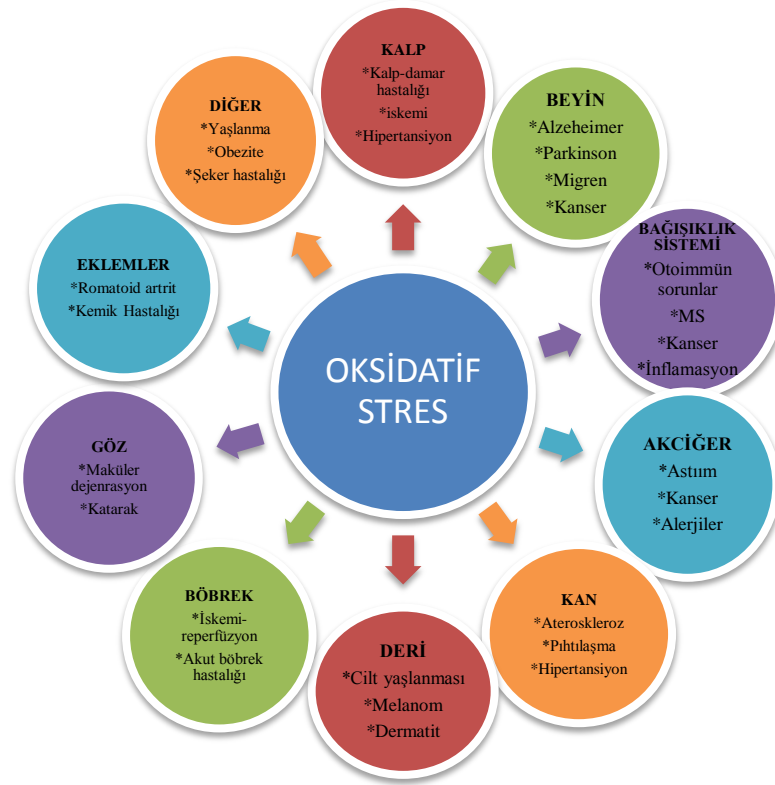 OKSİDATİF
STRES
KALP
*Kalp-damar
hastalığı
*iskemi
*Hipertansiyon
BEYİN
*Alzeheimer
*Parkinson
*Migren
*Kanser
BAĞIŞIKLIK
SİSTEMİ
*Otoimmün
sorunlar
*MS
*Kanser
*İnflamasyon
AKCİĞER
*Astım
*Kanser
*Alerjiler
KAN
*Ateroskleroz
*Pıhtılaşma
*Hipertansiyon
DERİ
*Cilt yaşlanması
*Melanom
*Dermatit
BÖBREK
*İskemi-
reperfüzyon
*Akut böbrek
hastalığı
GÖZ
*Maküler
dejenrasyon
*Katarak
EKLEMLER
*Romatoid artrit
*Kemik Hastalığı
DİĞER
*Yaşlanma
*Obezite
*Şeker hastalığı